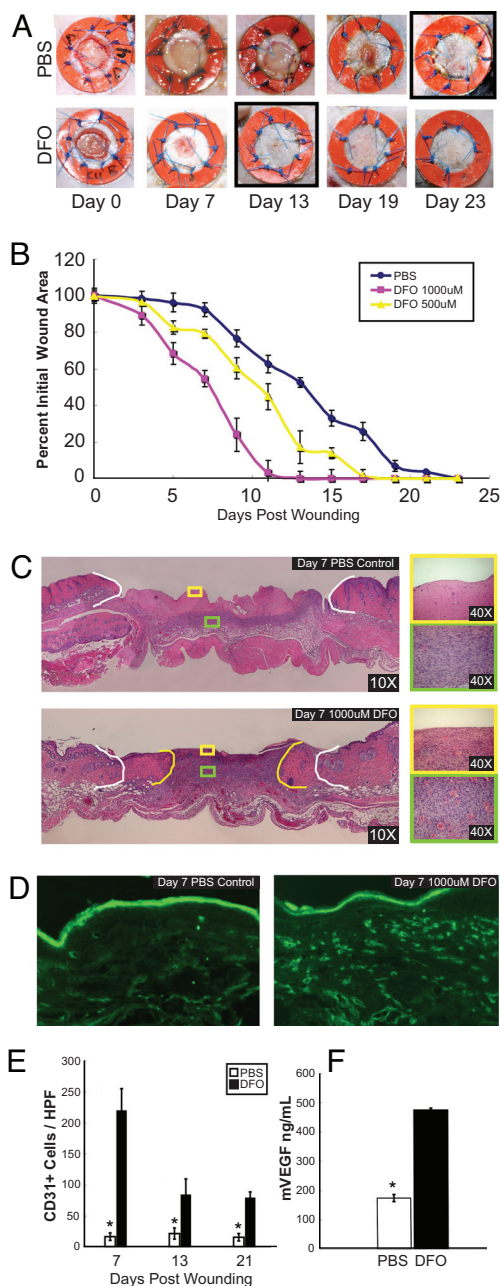 A
PBS
DFO
Day 0
Day 7
Day 13
Day 19
Day 23
B
Percent Initial Wound Area
120
100
80
60
40
20
0
PBS
DFO 1000uM
DFO 500uM
0
5
10
15
20
25
Days Post Wounding
C
Day 7 PBS Control
10X
40X
40X
Day 7 1000uM DFO
10X
40X
40X
D
Day 7 PBS Control
Day 7 1000uM DFO
E
CD31+ Cells / HPF
300
250
200
150
100
50
0
PBS
DFO
*
*
*
7
13
21
Days Post Wounding
F
mVEGF ng/mL
600
500
400
300
200
100
0
*
PBS DFO